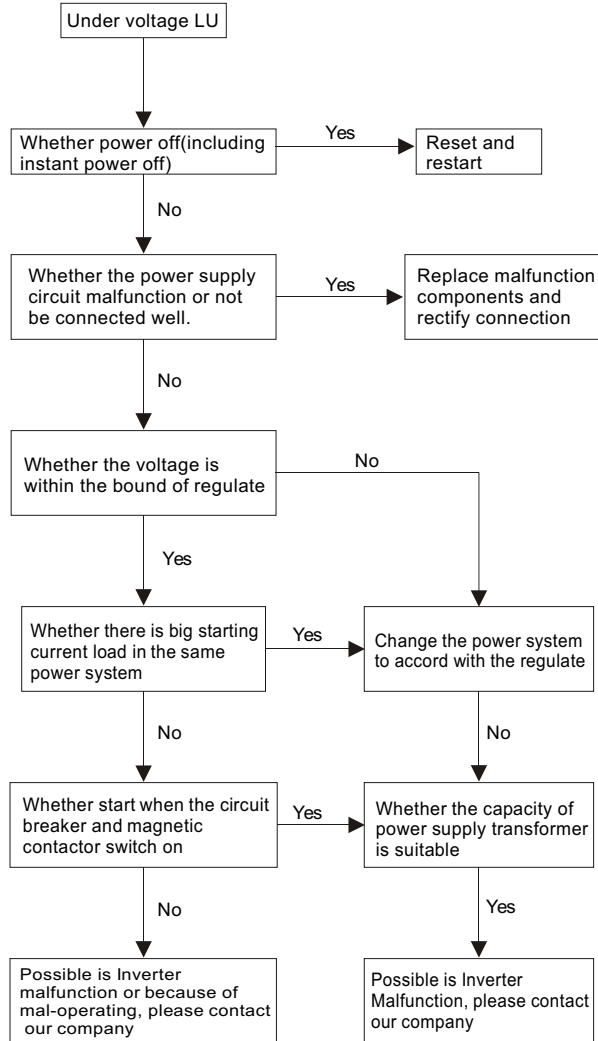 Under voltage LU
Whether power off(including
instant power off)
Yes
Reset and
restart
No
Whether the power supply
circuit malfunction or not
be connected well.
Yes
Replace malfunction
components and
rectify connection
No
Whether the voltage is
within the bound of regulate
No
Yes
Whether there is big starting
current load in the same
power system
Yes
Change the power system
to accord with the regulate
No
No
Whether start when the circuit
breaker and magnetic
contactor switch on
Yes
Whether the capacity of
power supply transformer
is suitable
No
Yes
Possible is Inverter
malfunction or because of
mal-operating, please contact
our company
Possible is Inverter
Malfunction, please contact
our company